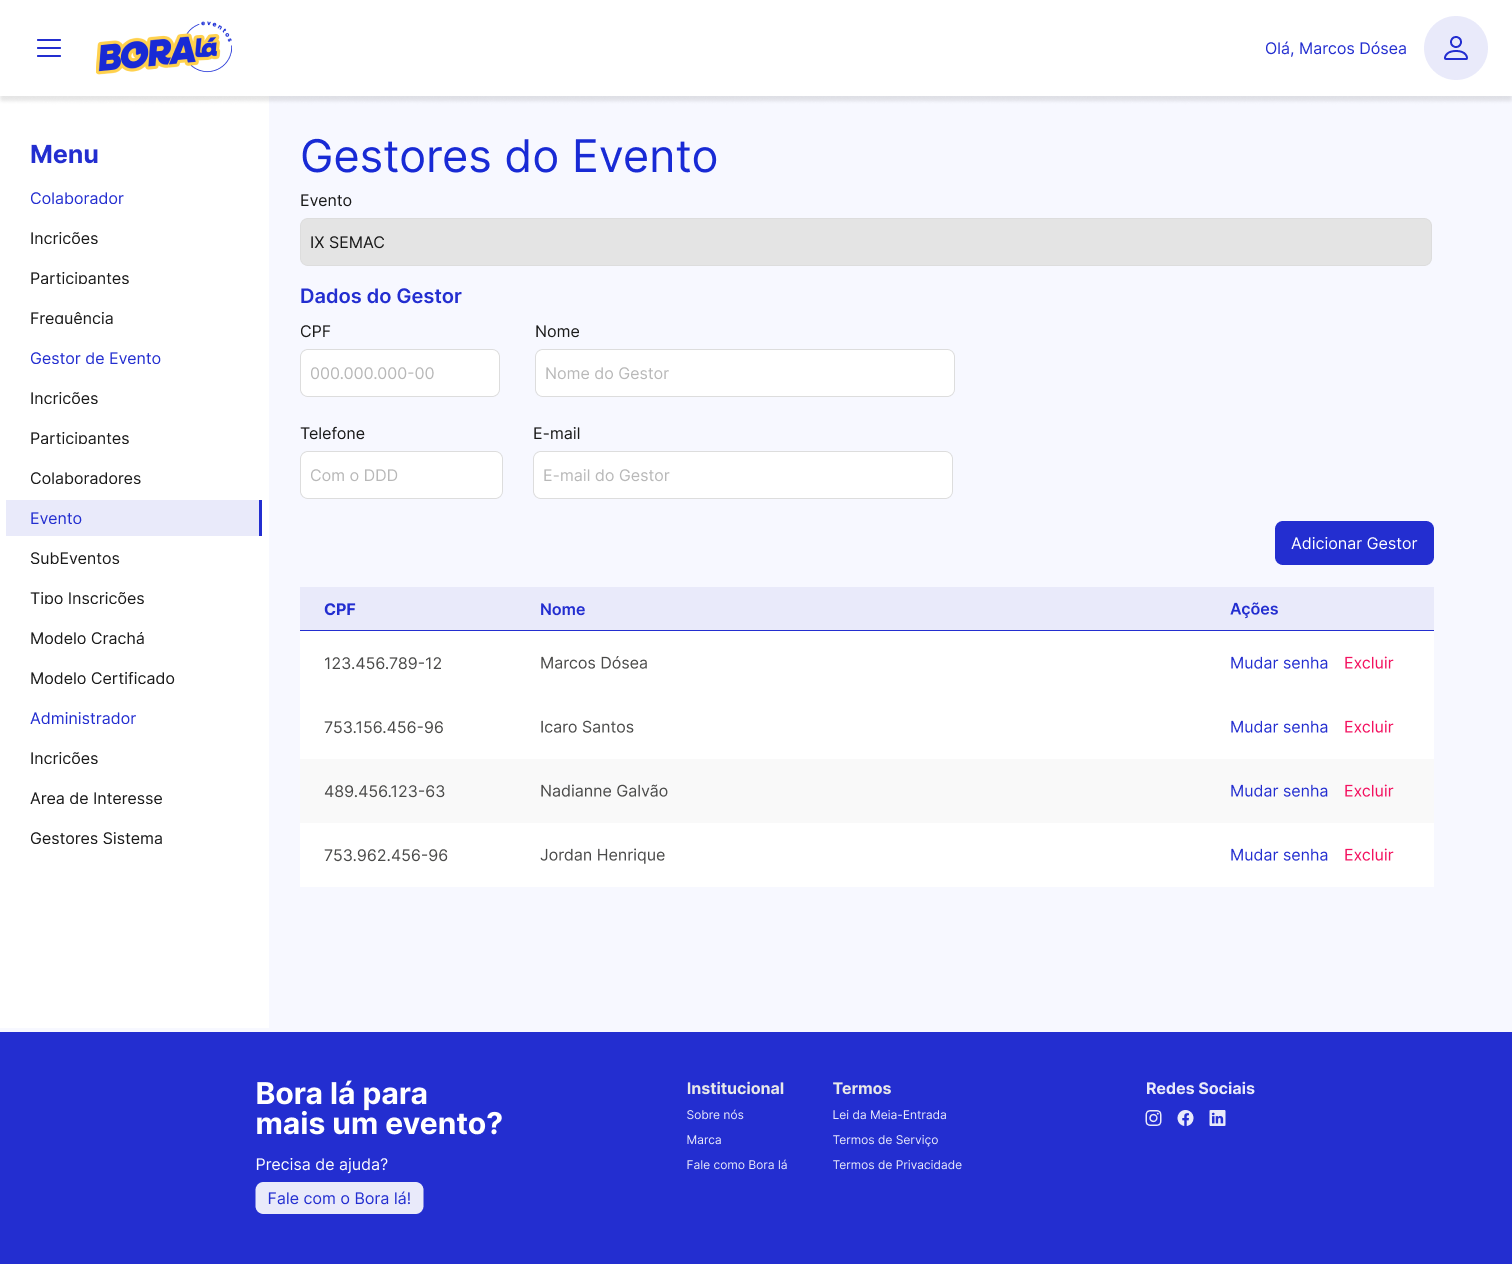 eventos
BORA lá
Olá, Marcos Dósea
Menu
Colaborador
Incricões
Participantes
Frequência
Gestor de Evento
Incricões
Participantes
Colaboradores
Evento
SubEventos
Tipo Inscricões
Modelo Crachá
Modelo Certificado
Administrador
Incricões
Area de Interesse
Gestores Sistema
Gestores do Evento
Evento
IX SEMAC
Dados do Gestor
CPF Nome
000.000.000-00 Nome do Gestor
Telefone E-mail
Com o DDD E-mail do Gestor
Adicionar Gestor
CPF Nome Ações
123.456.789-12 Marcos Dósea Mudar senha Excluir
753.156.456-96 Icaro Santos Mudar senha Excluir
489.456.123-63 Nadianne Galvão Mudar senha Excluir
753.962.456-96 Jordan Henrique Mudar senha Excluir
Bora lá para
mais um evento?
Precisa de ajuda?
Fale com o Bora lá!
Institucional
Sobre nós
Marca
Fale como Bora lá
Termos
Lei da Meia-Entrada
Termos de Serviço
Termos de Privacidade
Redes Sociais